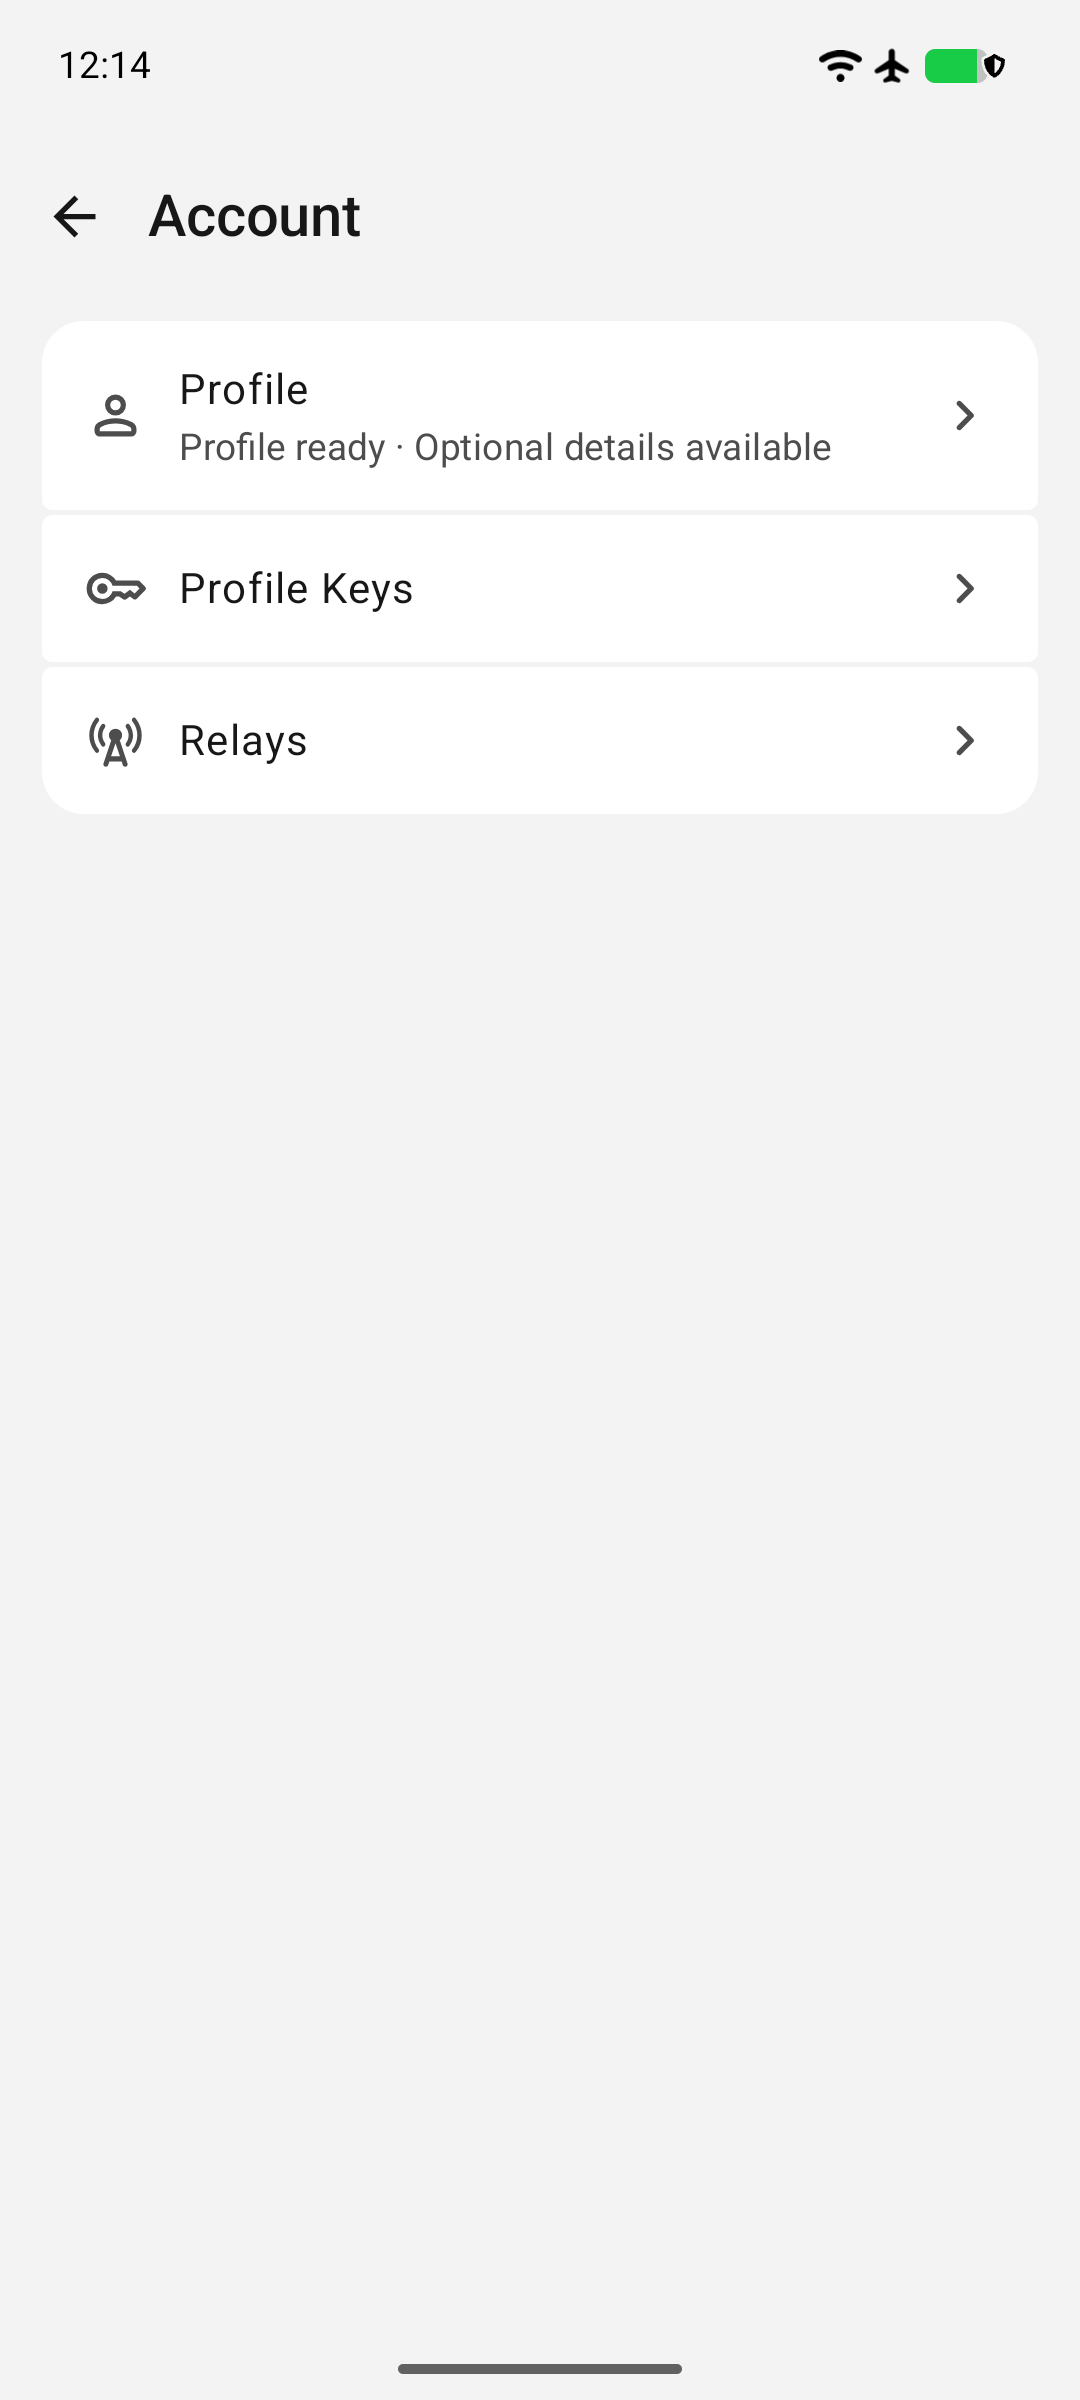 12:14
Account
Profile
Profile ready · Optional details available
Profile Keys
Relays